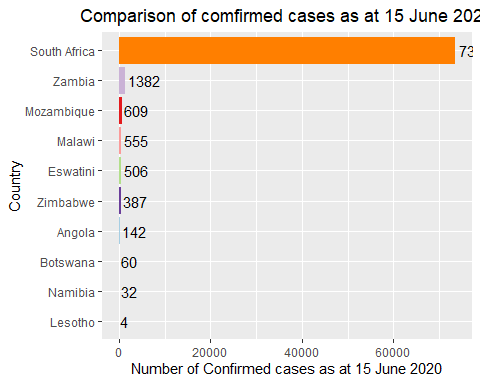 Comparison of comfirmed cases as at 15 June 202
Country
South Africa 73
Zambia 1382
Mozambique 609
Malawi 555
Eswatini 506
Zimbabwe 387
Angola 142
Botswana 60
Namibia 32
Lesotho 4
0 20000 40000 60000
Number of Confirmed cases as at 15 June 2020